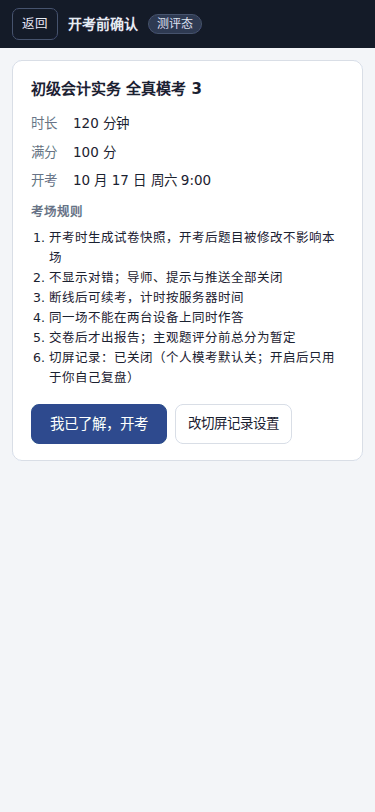 返回 开考前确认 测评态
初级会计实务 全真模考 3
时长 120 分钟
满分 100 分
开考 10 月 17 日 周六 9:00
考场规则
1. 开考时生成试卷快照，开考后题目被修改不影响本
场
2. 不显示对错；导师、提示与推送全部关闭
3. 断线后可续考，计时按服务器时间
4. 同一场不能在两台设备上同时作答
5. 交卷后才出报告；主观题评分前总分为暂定
6. 切屏记录：已关闭（个人模考默认关；开启后只用
于你自己复盘）
我已了解，开考 改切屏记录设置